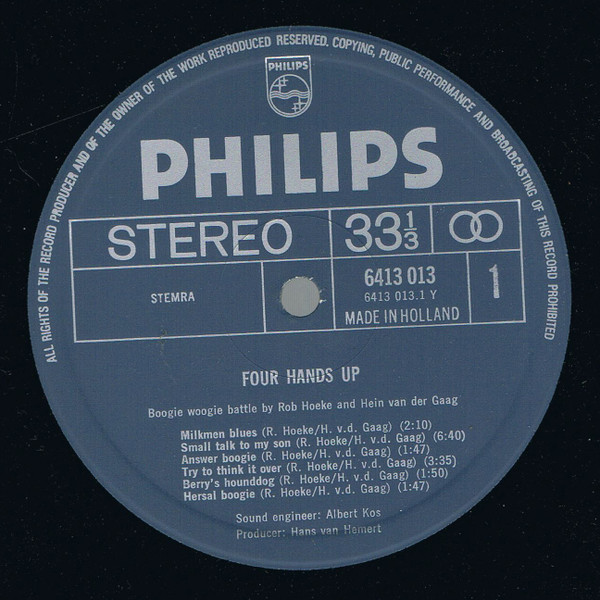 ALL RIGHTS OF THE RECORD PRODUCER AND OF THE OWNER OF THE WORK REPRODUCED RESERVED. COPYING, PUBLIC PERFORMANCE AND BROADCASTING OF THIS RECORD PROHIBITED
PHILIPS
PHILIPS
STEREO 33 1/3
STEMRA
6413 013 1
6413 013.1 Y
MADE IN HOLLAND
FOUR HANDS UP
Boogie woogie battle by Rob Hoeke and Hein van der Gaag
Milkmen blues (R. Hoeke/H. v.d. Gaag) (2:10)
Small talk to my son (R. Hoeke/H. v.d. Gaag) (6:40)
Answer boogie (R. Hoeke/H. v.d. Gaag) (1:47)
Try to think it over (R. Hoeke/H. v.d. Gaag) (3:35)
Berry's hounddog (R. Hoeke/H. v.d. Gaag) (1:50)
Hersal boogie (R. Hoeke/H. v.d. Gaag) (1:47)
Sound engineer: Albert Kos
Producer: Hans van Hemert